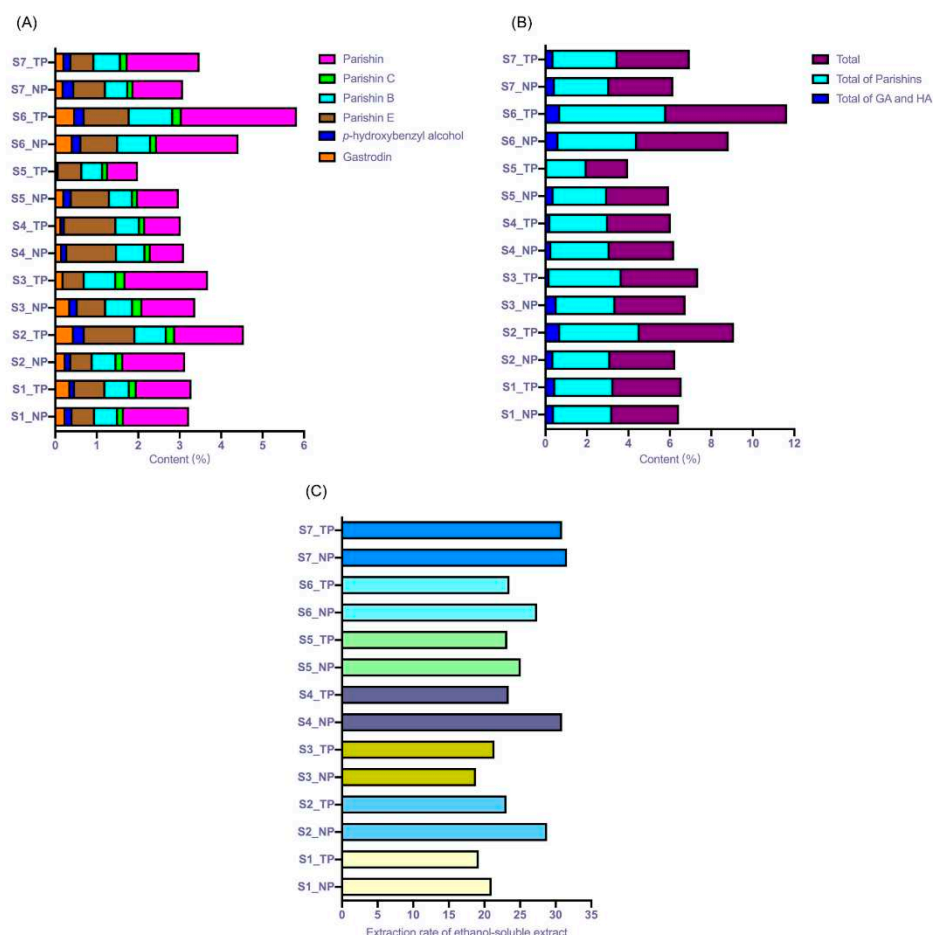 (A)
S7_TP
S7_NP
S6_TP
S6_NP
S5_TP
S5_NP
S4_TP
S4_NP
S3_TP
S3_NP
S2_TP
S2_NP
S1_TP
S1_NP
0 1 2 3 4 5 6
Content (%)
Parishin
Parishin C
Parishin B
Parishin E
p-hydroxybenzyl alcohol
Gastrodin
(B)
S7_TP
S7_NP
S6_TP
S6_NP
S5_TP
S5_NP
S4_TP
S4_NP
S3_TP
S3_NP
S2_TP
S2_NP
S1_TP
S1_NP
0 2 4 6 8 10 12
Content (%)
Total
Total of Parishins
Total of GA and HA
(C)
S7_TP
S7_NP
S6_TP
S6_NP
S5_TP
S5_NP
S4_TP
S4_NP
S3_TP
S3_NP
S2_TP
S2_NP
S1_TP
S1_NP
0 5 10 15 20 25 30 35
Extraction rate of ethanol-soluble extract